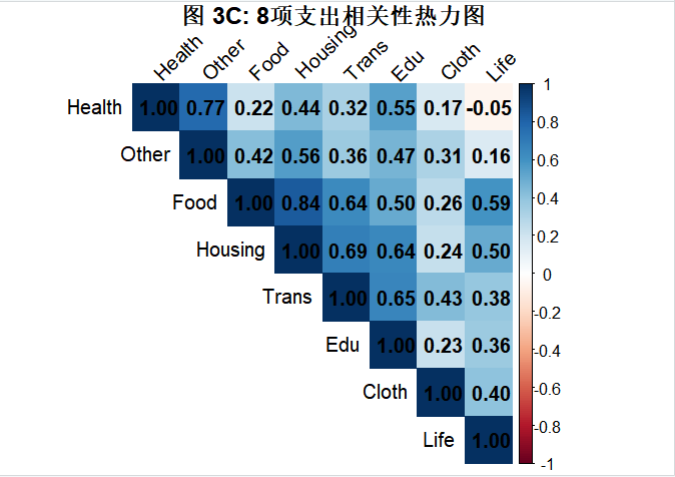 图 3C: 8项支出相关性热力图
Health Other Food Housing Trans Edu Cloth Life
Health 1.00 0.77 0.22 0.44 0.32 0.55 0.17 -0.05
Other 1.00 0.42 0.56 0.36 0.47 0.31 0.16
Food 1.00 0.84 0.64 0.50 0.26 0.59
Housing 1.00 0.69 0.64 0.24 0.50
Trans 1.00 0.65 0.43 0.38
Edu 1.00 0.23 0.36
Cloth 1.00 0.40
Life 1.00
1
0.8
0.6
0.4
0.2
0
-0.2
-0.4
-0.6
-0.8
-1